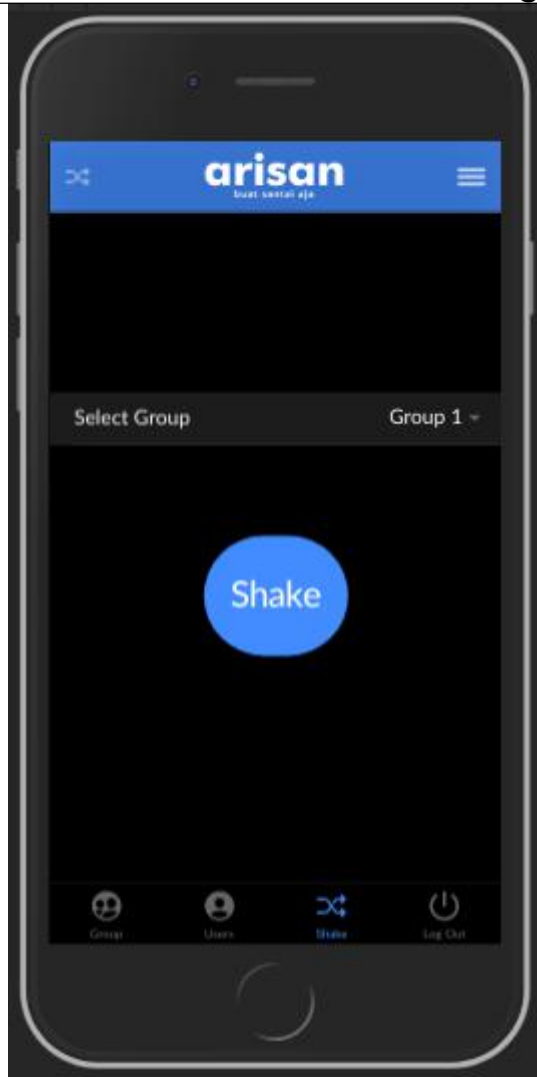 arisan
buat santai aja
Select Group Group 1
Shake
Group Users Shake Log Out